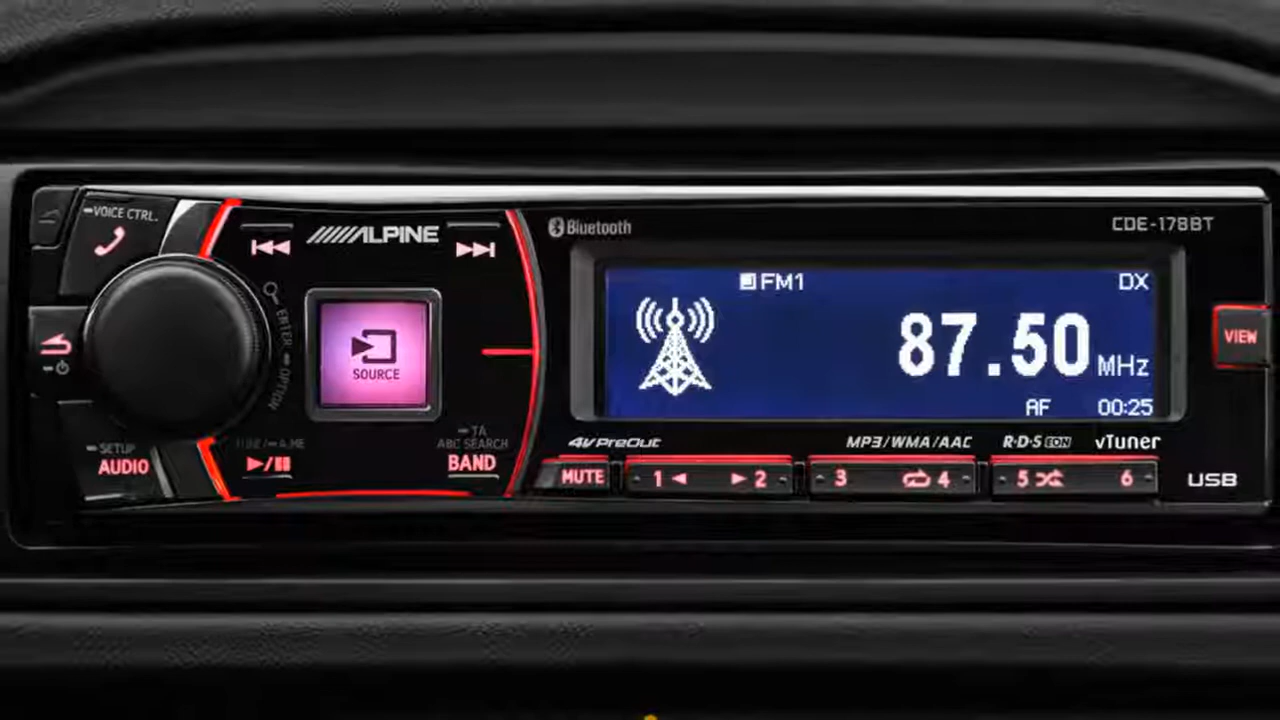 VOICE CTRL.
ALPINE
Bluetooth
CDE-178BT
FM1
DX
87.50 MHz
AF 00:25
ENTER
OPTION
SOURCE
VIEW
SETUP
AUDIO
TA
ABC SEARCH
BAND
4V PreOut
MP3/WMA/AAC
R·D·S EON
vTuner
MUTE
1
2
3
4
5
6
USB